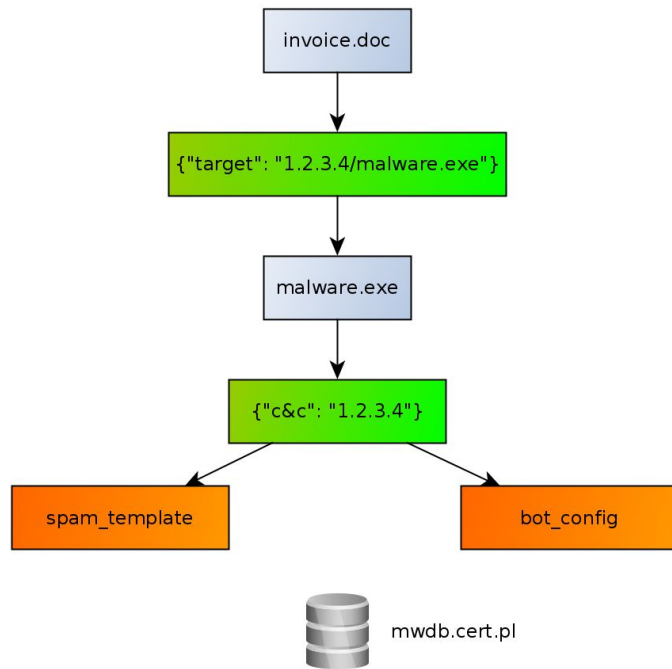 invoice.doc
{"target": "1.2.3.4/malware.exe"}
malware.exe
{"c&c": "1.2.3.4"}
spam_template
bot_config
mwdb.cert.pl